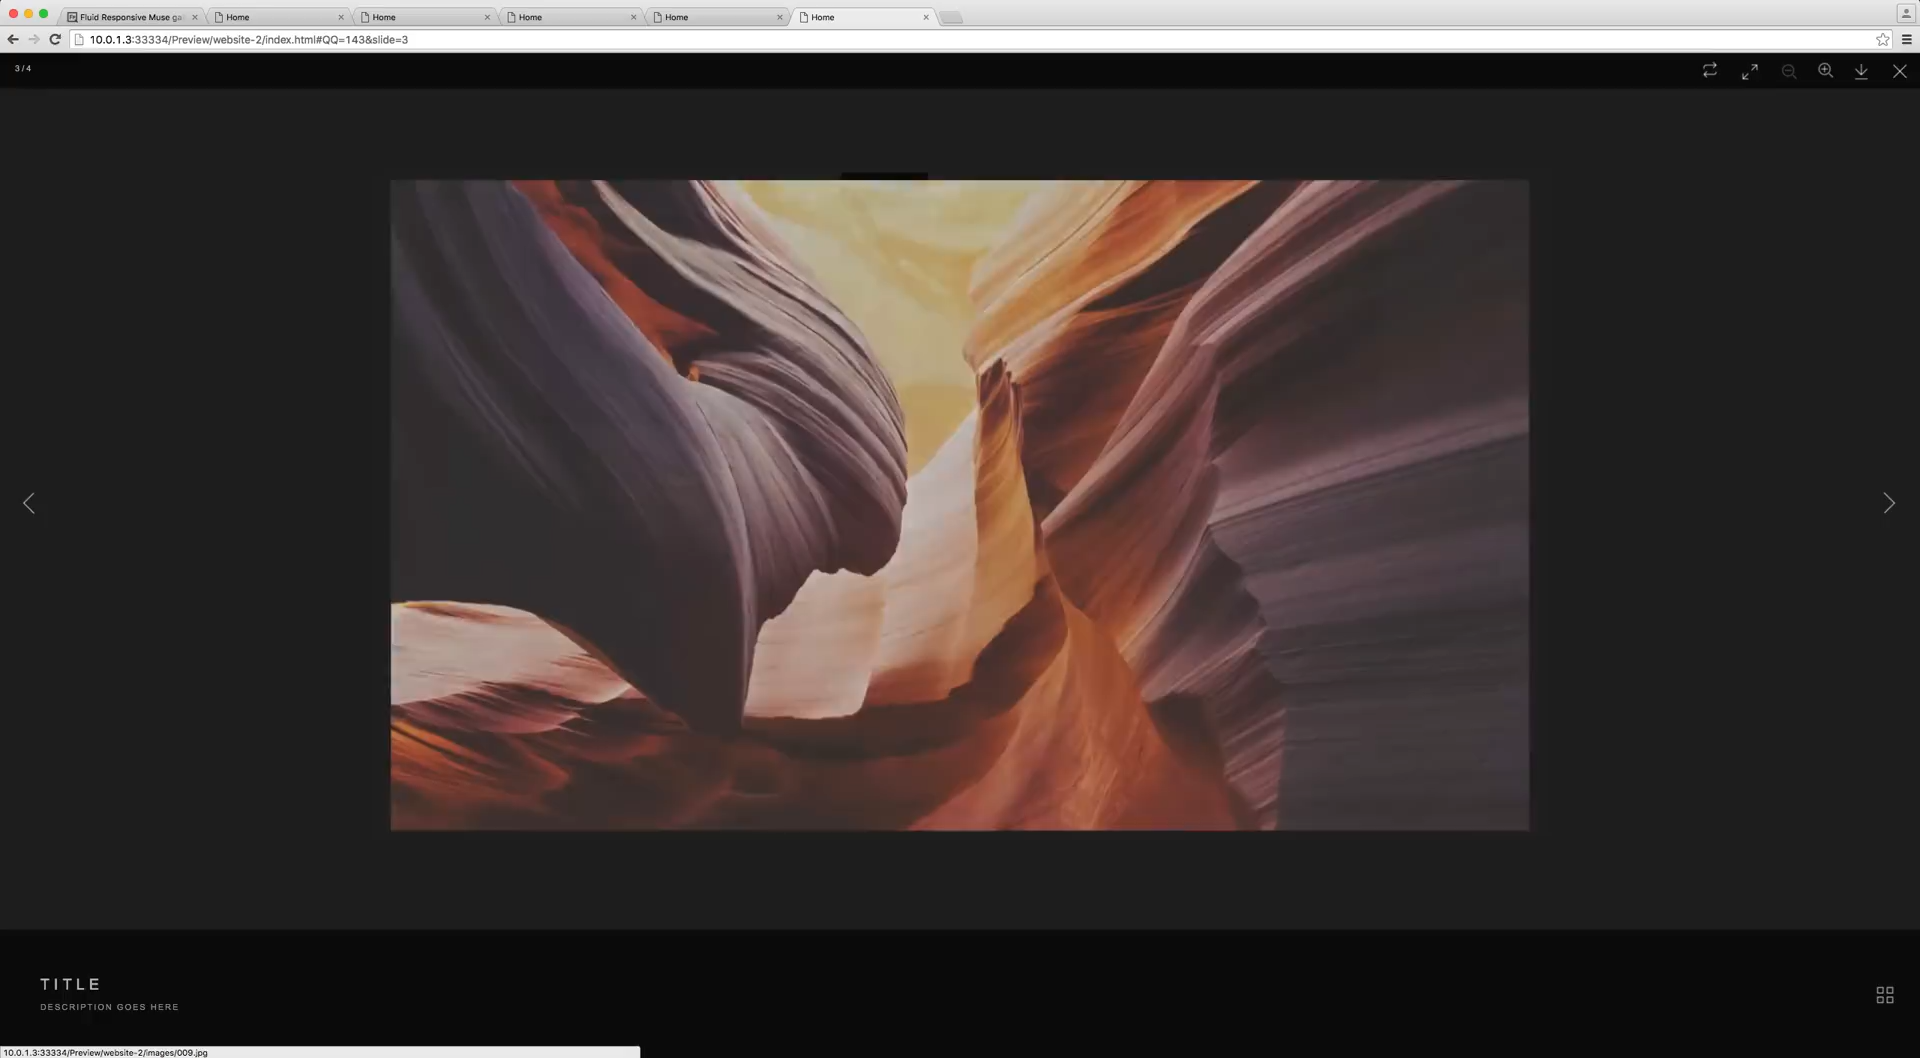 Fluid Responsive Muse ga
Home
Home
Home
Home
Home
10.0.1.3:33334/Preview/website-2/index.html#QQ=143&slide=3
3 / 4
TITLE
DESCRIPTION GOES HERE
10.0.1.3:33334/Preview/website-2/images/009.jpg